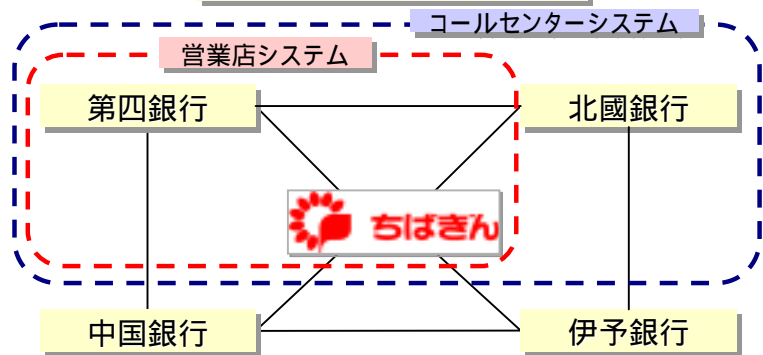 コールセンターシステム
営業店システム
第四銀行
北國銀行
ちばぎん
中国銀行
伊予銀行